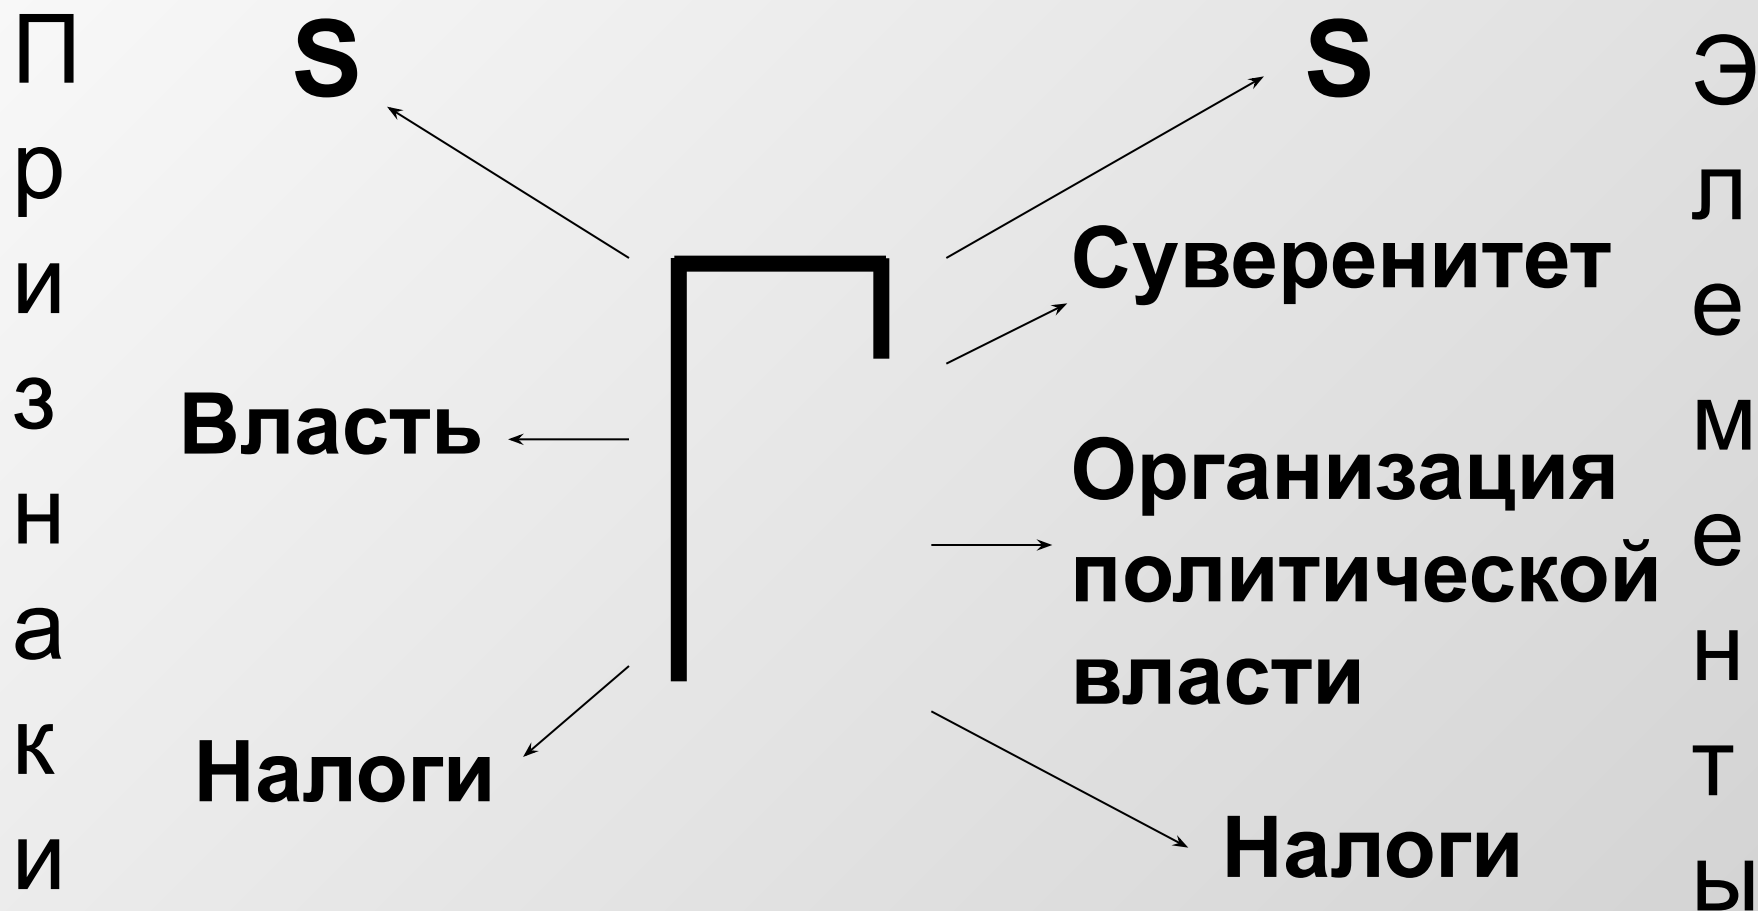 Признаки
S
Власть
Налоги
Г
S
Суверенитет
Организация
политической
власти
Налоги
Элементы